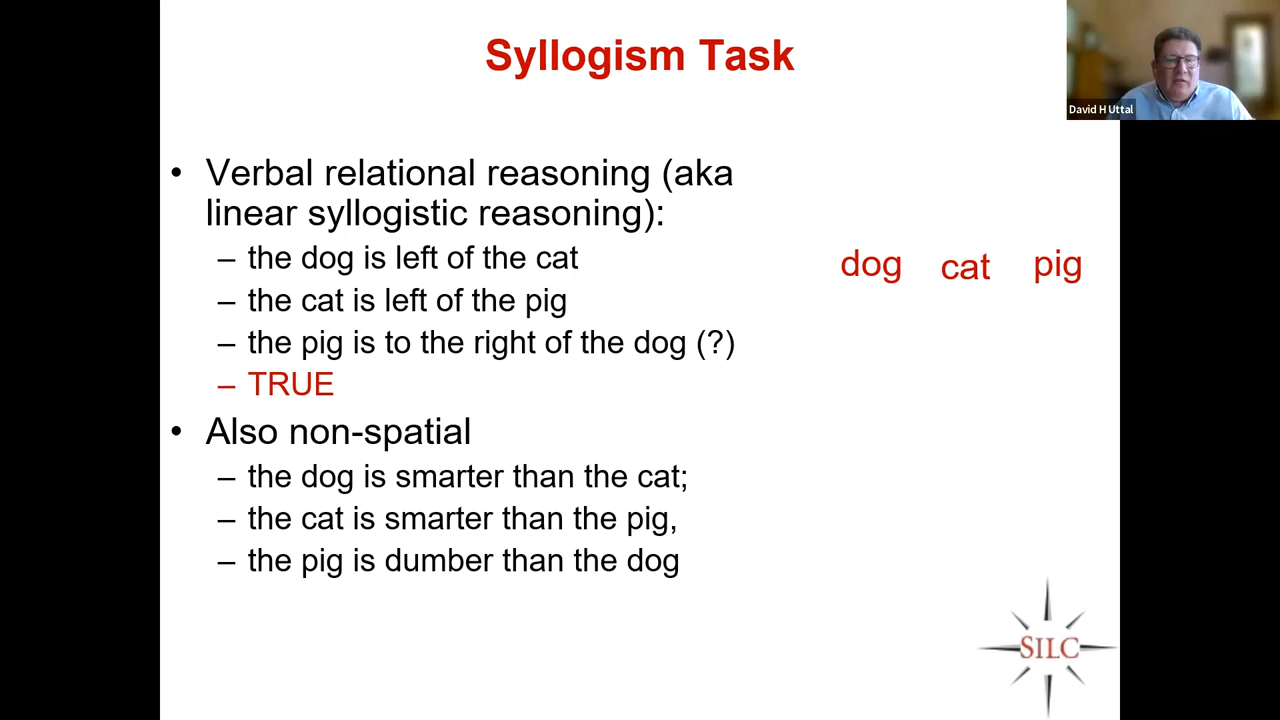 Syllogism Task
David H Uttal
• Verbal relational reasoning (aka
linear syllogistic reasoning):
– the dog is left of the cat
– the cat is left of the pig
– the pig is to the right of the dog (?)
– TRUE
• Also non-spatial
– the dog is smarter than the cat;
– the cat is smarter than the pig,
– the pig is dumber than the dog
dog cat pig
SILC